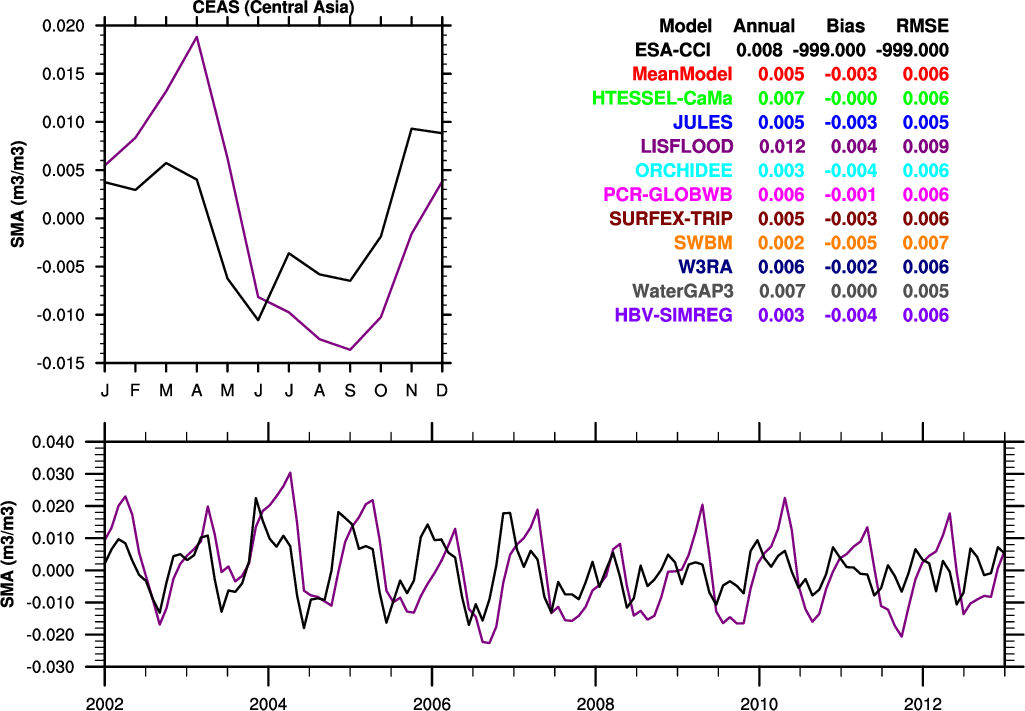 CEAS (Central Asia)
SMA (m3/m3)
0.020
0.015
0.010
0.005
0.000
-0.005
-0.010
-0.015
J F M A M J J A S O N D
Model Annual Bias RMSE
ESA-CCI 0.008 -999.000 -999.000
MeanModel 0.005 -0.003 0.006
HTESSEL-CaMa 0.007 -0.000 0.006
JULES 0.005 -0.003 0.005
LISFLOOD 0.012 0.004 0.009
ORCHIDEE 0.003 -0.004 0.006
PCR-GLOBWB 0.006 -0.001 0.006
SURFEX-TRIP 0.005 -0.003 0.006
SWBM 0.002 -0.005 0.007
W3RA 0.006 -0.002 0.006
WaterGAP3 0.007 0.000 0.005
HBV-SIMREG 0.003 -0.004 0.006
SMA (m3/m3)
0.040
0.030
0.020
0.010
0.000
-0.010
-0.020
-0.030
2002 2004 2006 2008 2010 2012